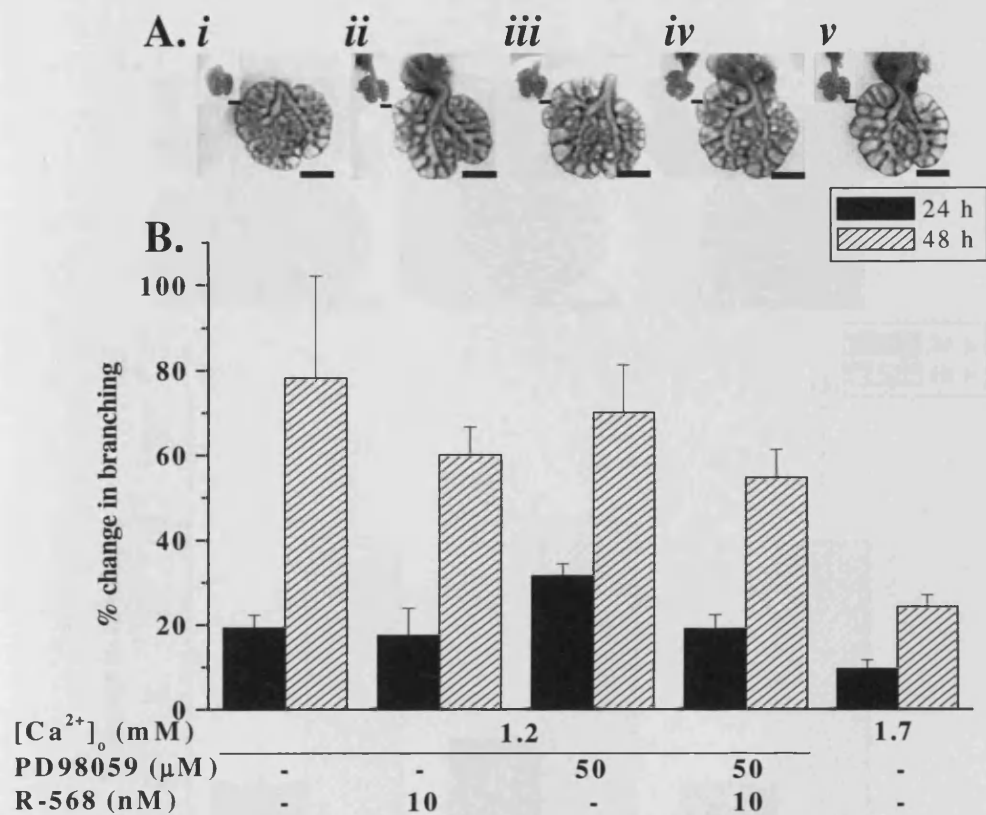 A. i ii iii iv v
24 h
48 h
B.
100
80
60
40
20
0
% change in branching
[Ca²⁺]ₒ (mM) 1.2 1.7
PD98059 (μM) - - 50 50 -
R-568 (nM) - 10 - 10 -